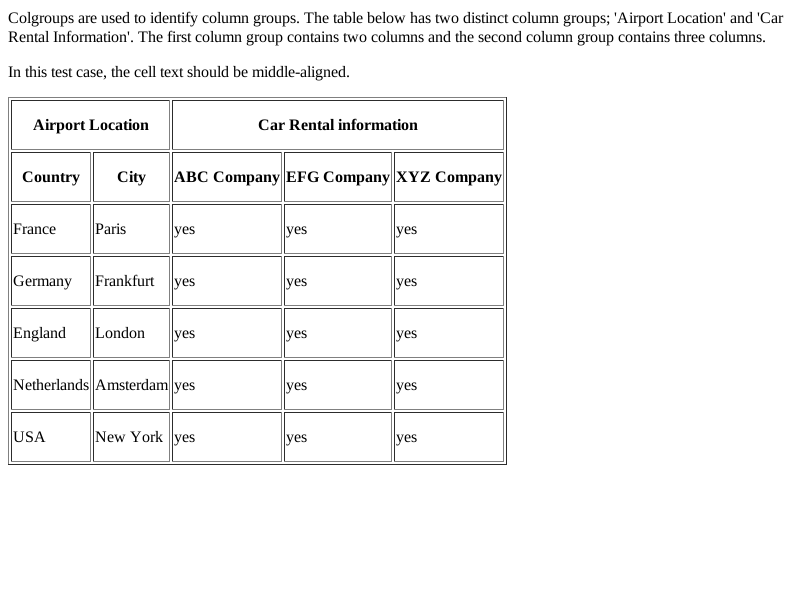 Colgroups are used to identify column groups. The table below has two distinct column groups; 'Airport Location' and 'Car
Rental Information'. The first column group contains two columns and the second column group contains three columns.
In this test case, the cell text should be middle-aligned.
Airport Location Car Rental information
Country City ABC Company EFG Company XYZ Company
France Paris yes yes yes
Germany Frankfurt yes yes yes
England London yes yes yes
Netherlands Amsterdam yes yes yes
USA New York yes yes yes